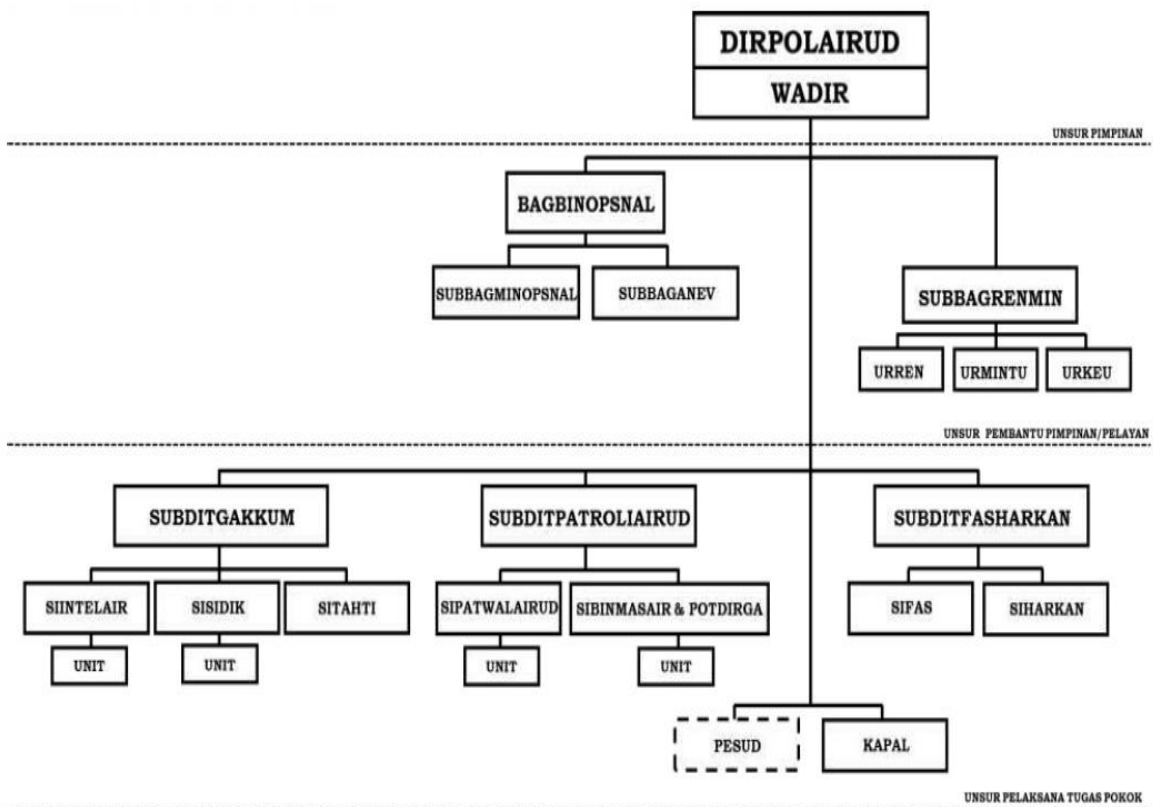 DIRPOLAIRUD
WADIR
UNSUR PIMPINAN
BAGBINOPSNAL
SUBBAGMINOPSNAL
SUBBAGANEV
SUBBAGRENMIN
URREN
URMINTU
URKEU
UNSUR PEMBANTU PIMPINAN/PELAYAN
SUBDITGAKKUM
SUBDITPATROLIAIRUD
SUBDITFASHARKAN
SIINTELAIR
SISIDIK
SITAHTI
SIPATWALAIRUD
SIBINMASAIR & POTDIRGA
SIFAS
SIHARKAN
UNIT
UNIT
UNIT
UNIT
PESUD
KAPAL
UNSUR PELAKSANA TUGAS POKOK